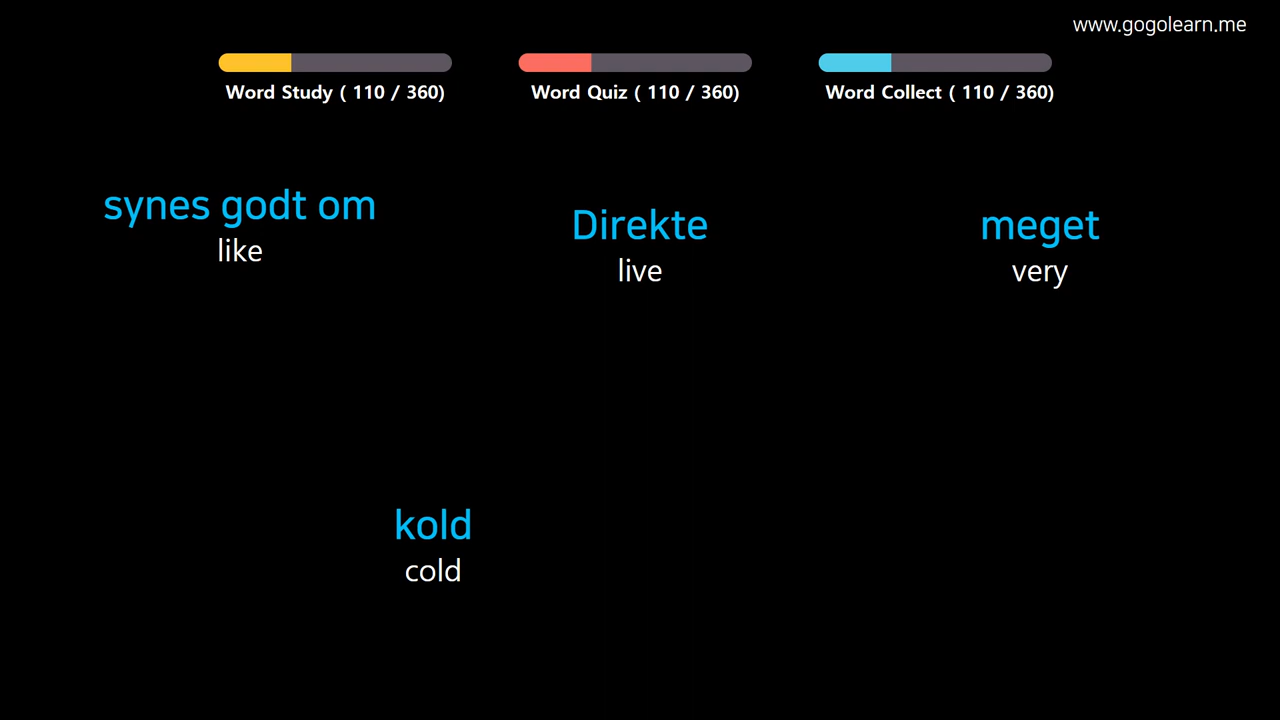 www.gogolearn.me
Word Study ( 110 / 360)
Word Quiz ( 110 / 360)
Word Collect ( 110 / 360)
synes godt om
like
Direkte
live
meget
very
kold
cold